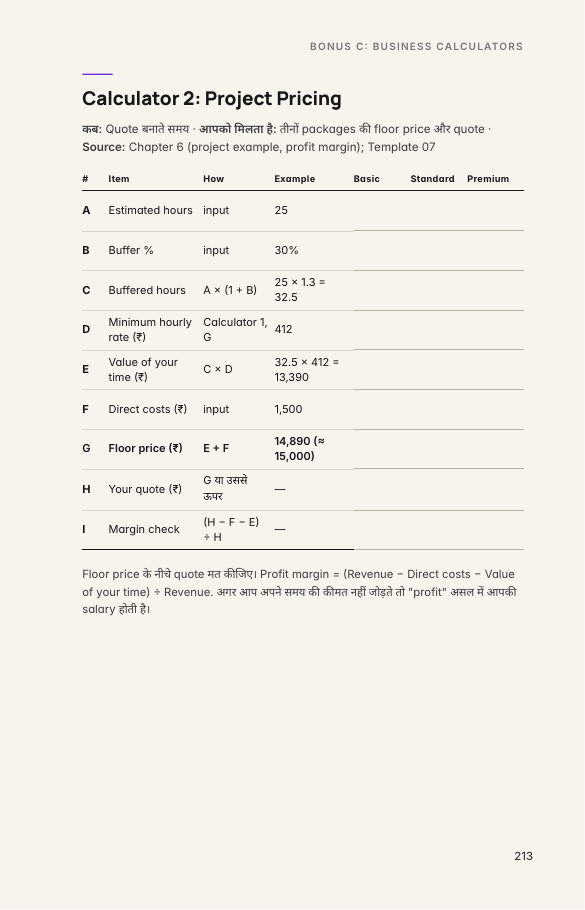 BONUS C: BUSINESS CALCULATORS
Calculator 2: Project Pricing
कब: Quote बनाते समय · आपको मिलता है: तीनों packages की floor price और quote ·
Source: Chapter 6 (project example, profit margin); Template 07
# Item How Example Basic Standard Premium
A Estimated hours input 25
B Buffer % input 30%
C Buffered hours A × (1 + B) 25 × 1.3 =
32.5
D Minimum hourly rate (₹) Calculator 1, G 412
E Value of your time (₹) C × D 32.5 × 412 =
13,390
F Direct costs (₹) input 1,500
G Floor price (₹) E + F 14,890 (≈
15,000)
H Your quote (₹) G या उससे
ऊपर —
I Margin check (H − F − E)
÷ H —
Floor price के नीचे quote मत कीजिए। Profit margin = (Revenue − Direct costs − Value
of your time) ÷ Revenue. अगर आप अपने समय की कीमत नहीं जोड़ते तो "profit" असल में आपकी
salary होती है।
213